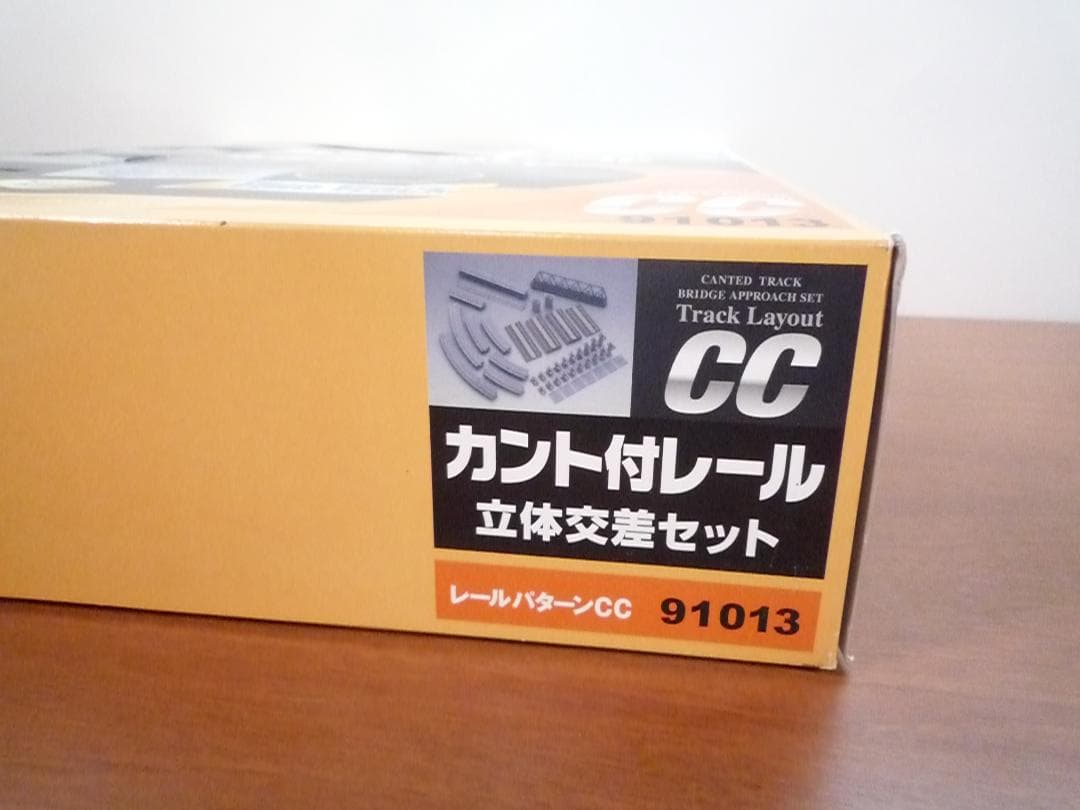 CC
91013
CANTED TRACK
BRIDGE APPROACH SET
Track Layout
CC
カント付レール
立体交差セット
レールパターンCC 91013